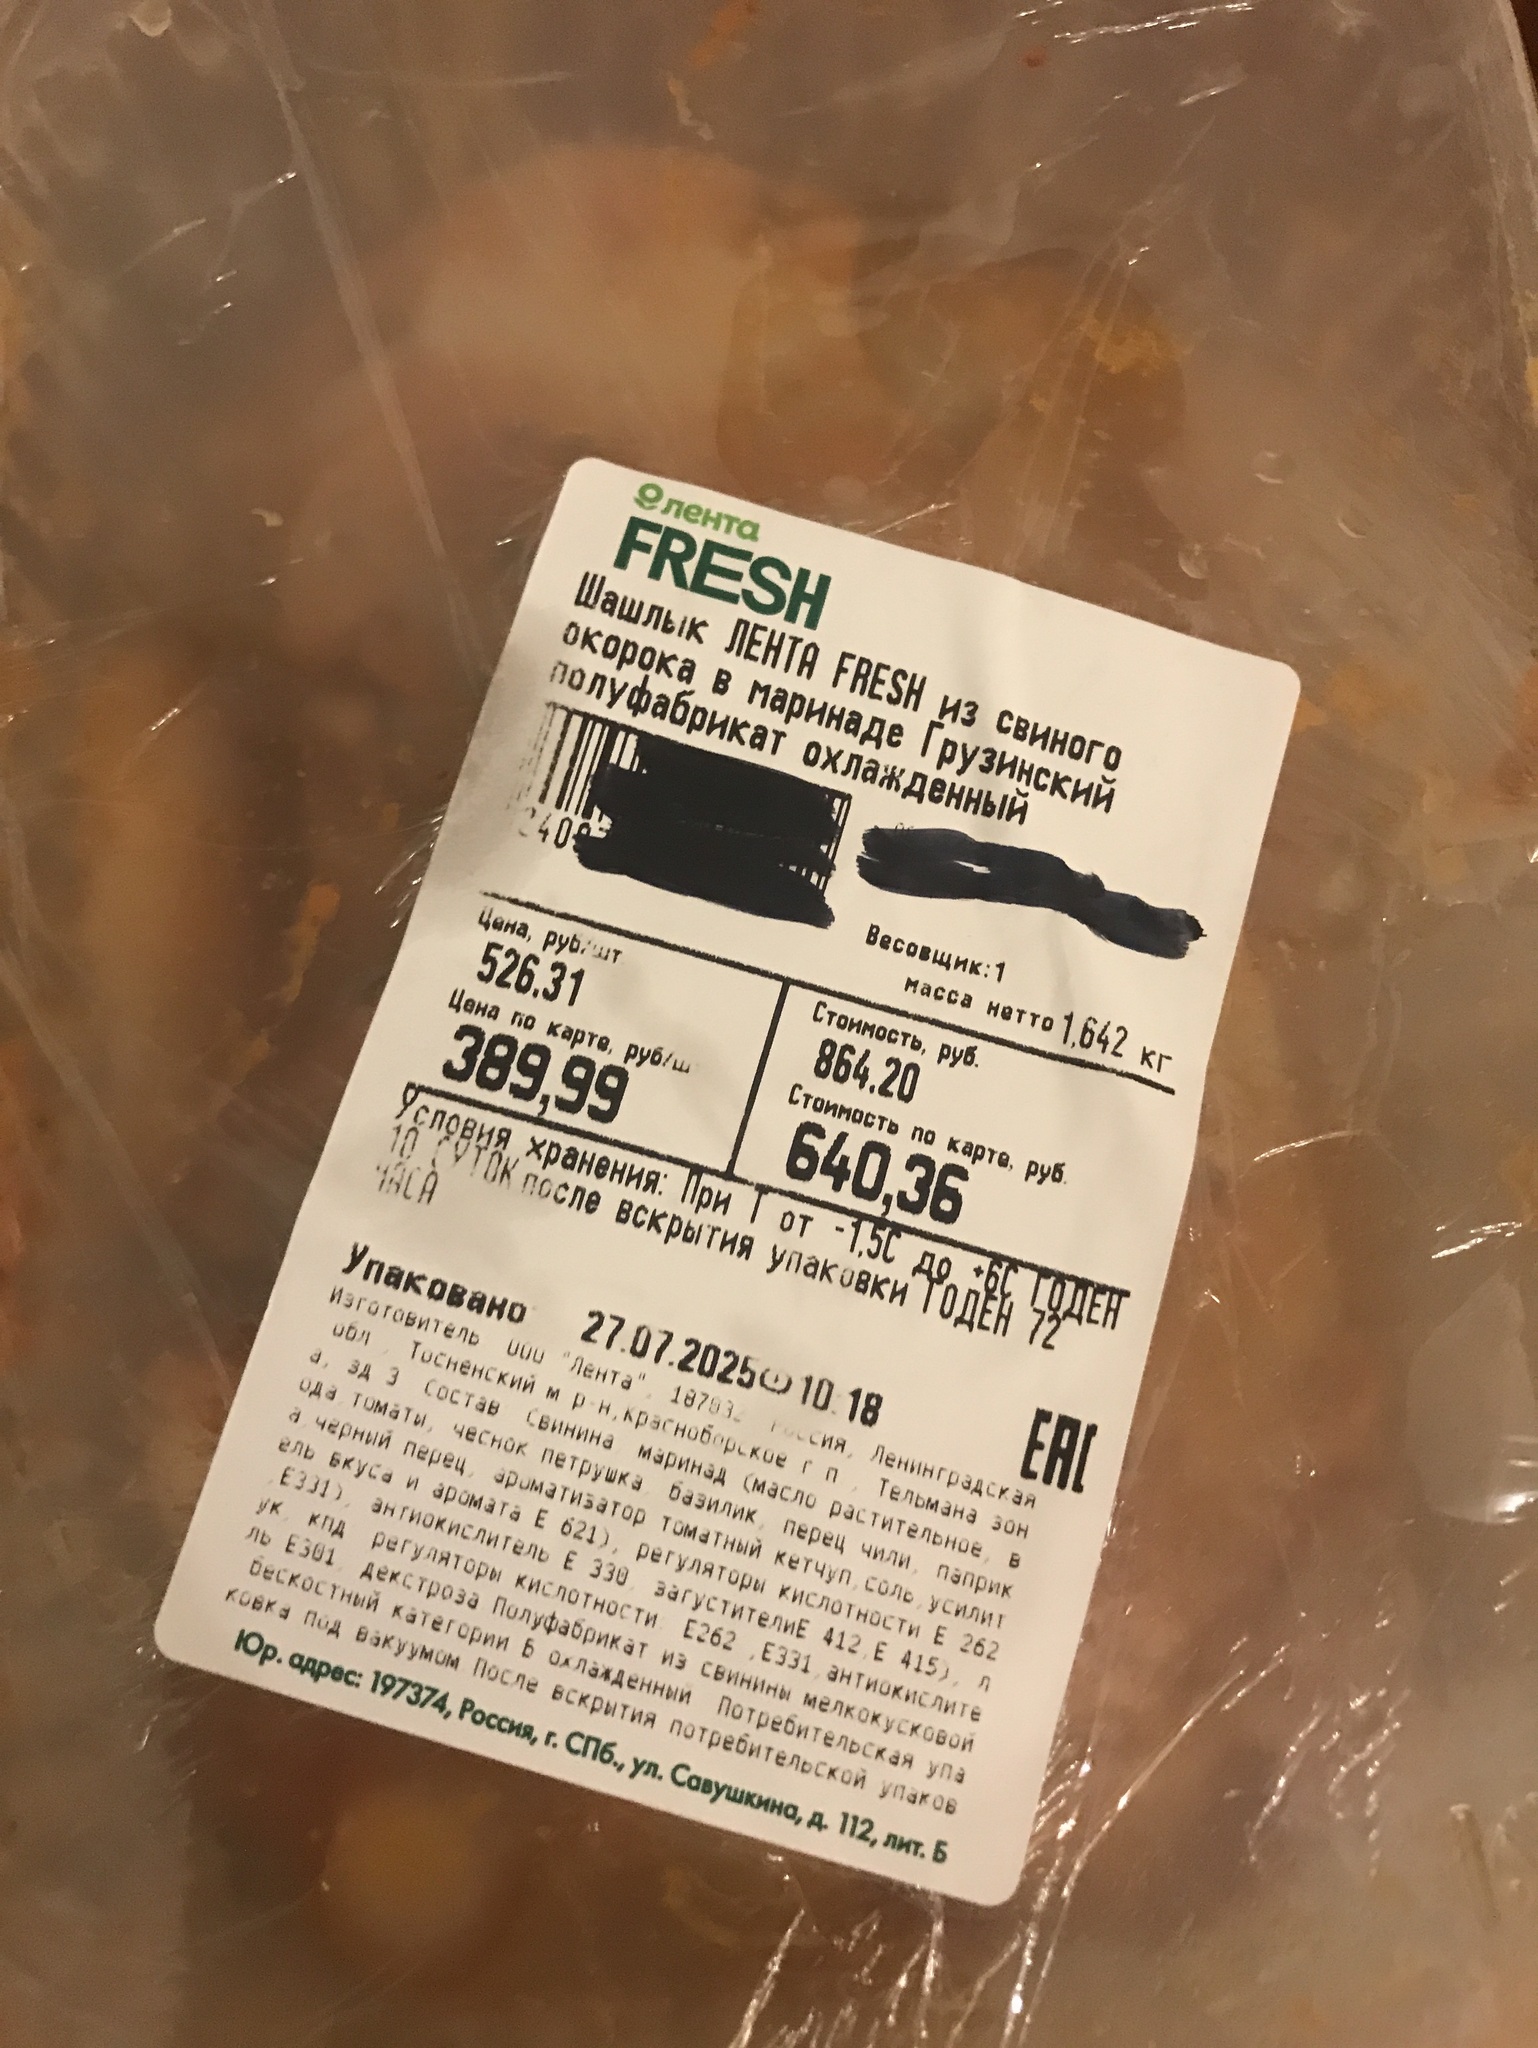 лента
FRESH
Шашлык ЛЕНТА FRESH из свиного
окорока в маринаде Грузинский
полуфабрикат охлажденный
Весовщик:1
масса нетто 1,642 кг
Цена, руб/шт
526.31
Цена по карте, руб/ш
389,99
Стоимость, руб.
864.20
Стоимость по карте, руб.
640,36
Условия хранения: При Т от -1,5С до +6С ГОДЕН
10 СУТОК после вскрытия упаковки ГОДЕН 72
ЧАСА
Упаковано 27.07.2025 10:18
EAC
Изготовитель ООО "Лента", Россия, Ленинградская
обл , Тосненский м р-н,Красноборское г п , Тельмана зон
а, зд 3 Состав Свинина маринад (масло растительное, в
ода,томаты, чеснок петрушка, базилик, перец чили, паприк
а,черный перец, ароматизатор томатный кетчуп,соль,усилит
ель вкуса и аромата Е 621), регуляторы кислотности Е 262
,Е331), антиокислитель Е 330, загустителиЕ 412,Е 415), л
ук, кпд регуляторы кислотности Е262 ,Е331,антиокислите
ль Е301, декстроза Полуфабрикат из свинины мелкокусковой
бескостный категории Б охлажденный Потребительская упа
ковка под вакуумом После вскрытия потребительской упаков
Юр. адрес: 197374, Россия, г. СПб., ул. Савушкина, д. 112, лит. Б